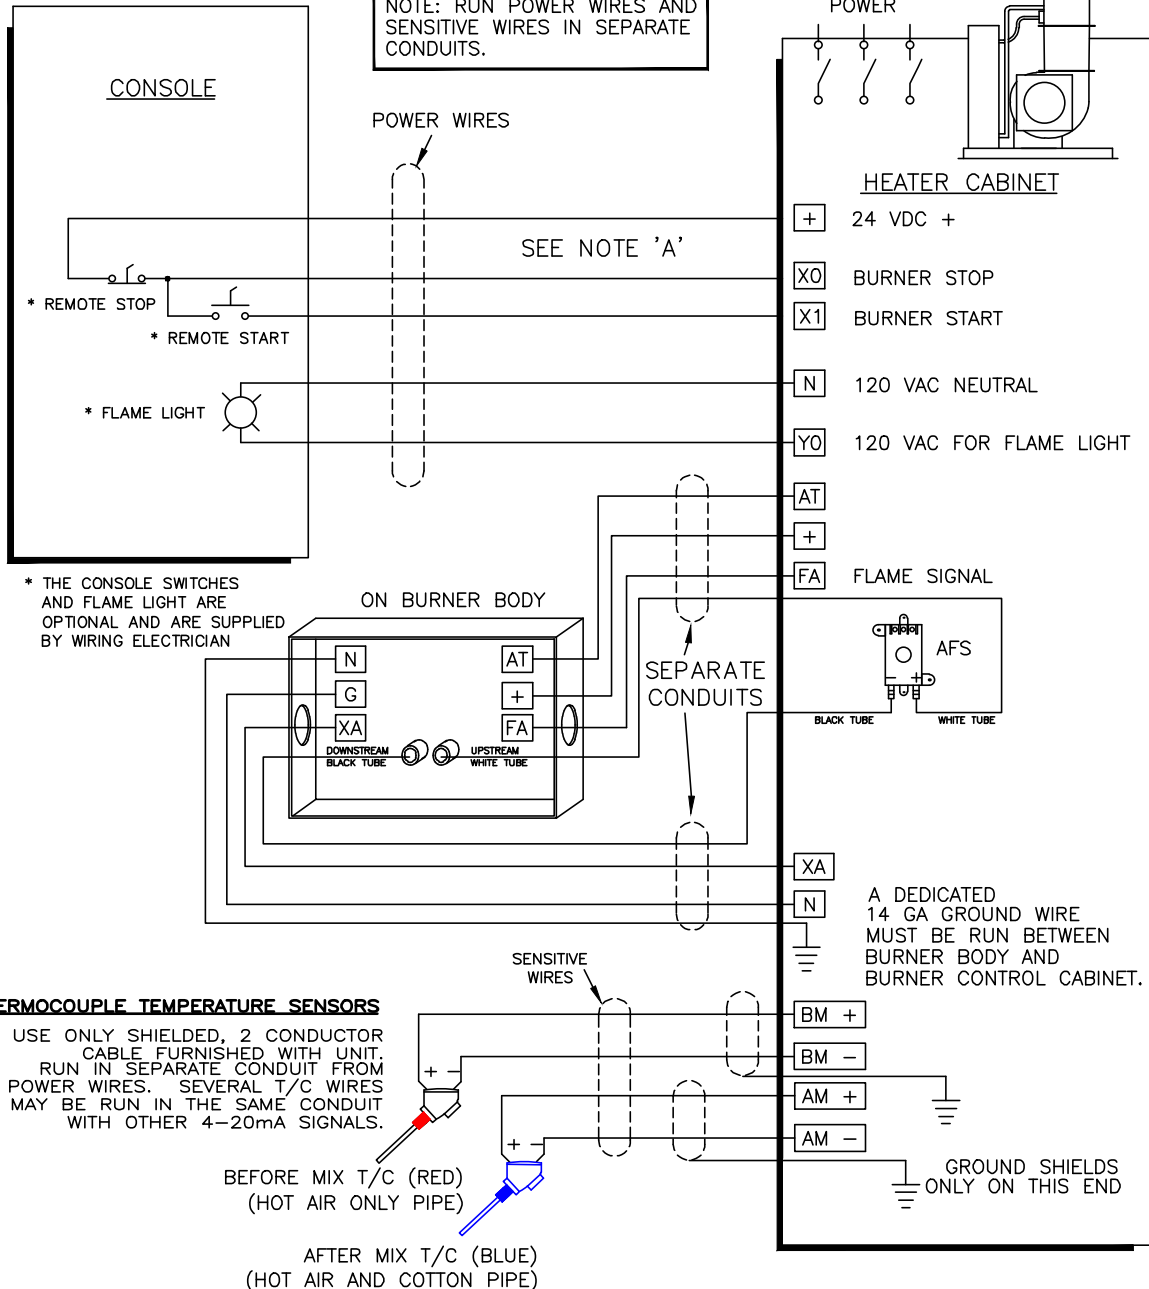 NOTE: RUN POWER WIRES AND
SENSITIVE WIRES IN SEPARATE
CONDUITS.
POWER
CONSOLE
POWER WIRES
HEATER CABINET
+ 24 VDC +
SEE NOTE 'A'
X0 BURNER STOP
* REMOTE STOP
X1 BURNER START
* REMOTE START
N 120 VAC NEUTRAL
* FLAME LIGHT
Y0 120 VAC FOR FLAME LIGHT
AT
+
FA FLAME SIGNAL
* THE CONSOLE SWITCHES
AND FLAME LIGHT ARE
OPTIONAL AND ARE SUPPLIED
BY WIRING ELECTRICIAN
ON BURNER BODY
N AT
G +
XA FA
DOWNSTREAM
BLACK TUBE
UPSTREAM
WHITE TUBE
SEPARATE
CONDUITS
AFS
- +
BLACK TUBE WHITE TUBE
XA
N
A DEDICATED
14 GA GROUND WIRE
MUST BE RUN BETWEEN
BURNER BODY AND
BURNER CONTROL CABINET.
SENSITIVE
WIRES
ERMOCOUPLE TEMPERATURE SENSORS
USE ONLY SHIELDED, 2 CONDUCTOR
CABLE FURNISHED WITH UNIT.
RUN IN SEPARATE CONDUIT FROM
POWER WIRES. SEVERAL T/C WIRES
MAY BE RUN IN THE SAME CONDUIT
WITH OTHER 4-20mA SIGNALS.
BM +
BM -
AM +
AM -
+ -
+ -
BEFORE MIX T/C (RED)
(HOT AIR ONLY PIPE)
GROUND SHIELDS
ONLY ON THIS END
AFTER MIX T/C (BLUE)
(HOT AIR AND COTTON PIPE)